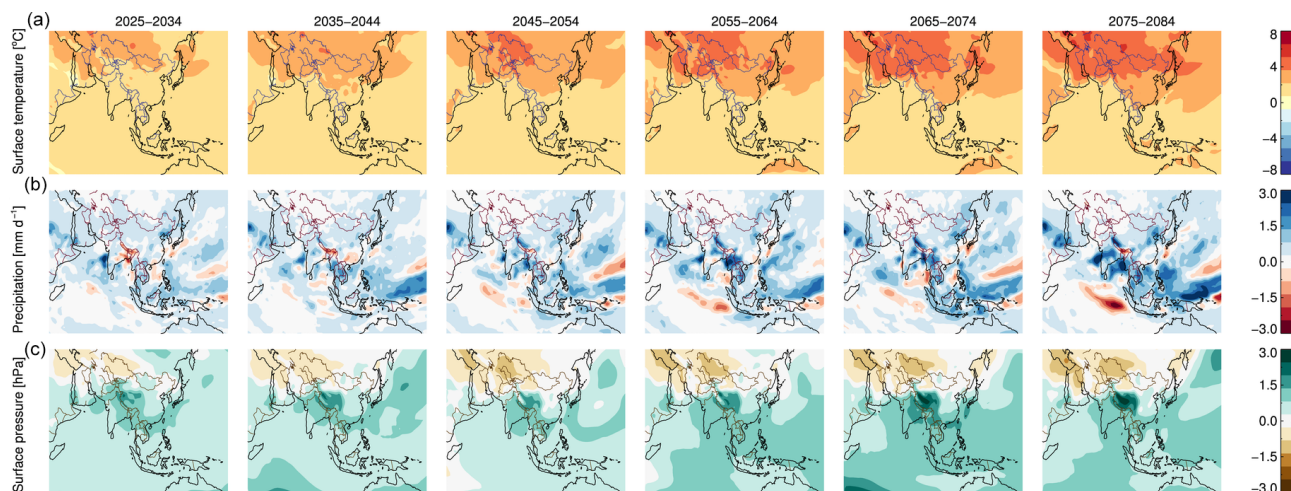 (a)
2025–2034 2035–2044 2045–2054 2055–2064 2065–2074 2075–2084
Surface temperature [°C]
8
4
0
−4
−8
(b)
Precipitation [mm d⁻¹]
3.0
1.5
0.0
−1.5
−3.0
(c)
Surface pressure [hPa]
3.0
1.5
0.0
−1.5
−3.0